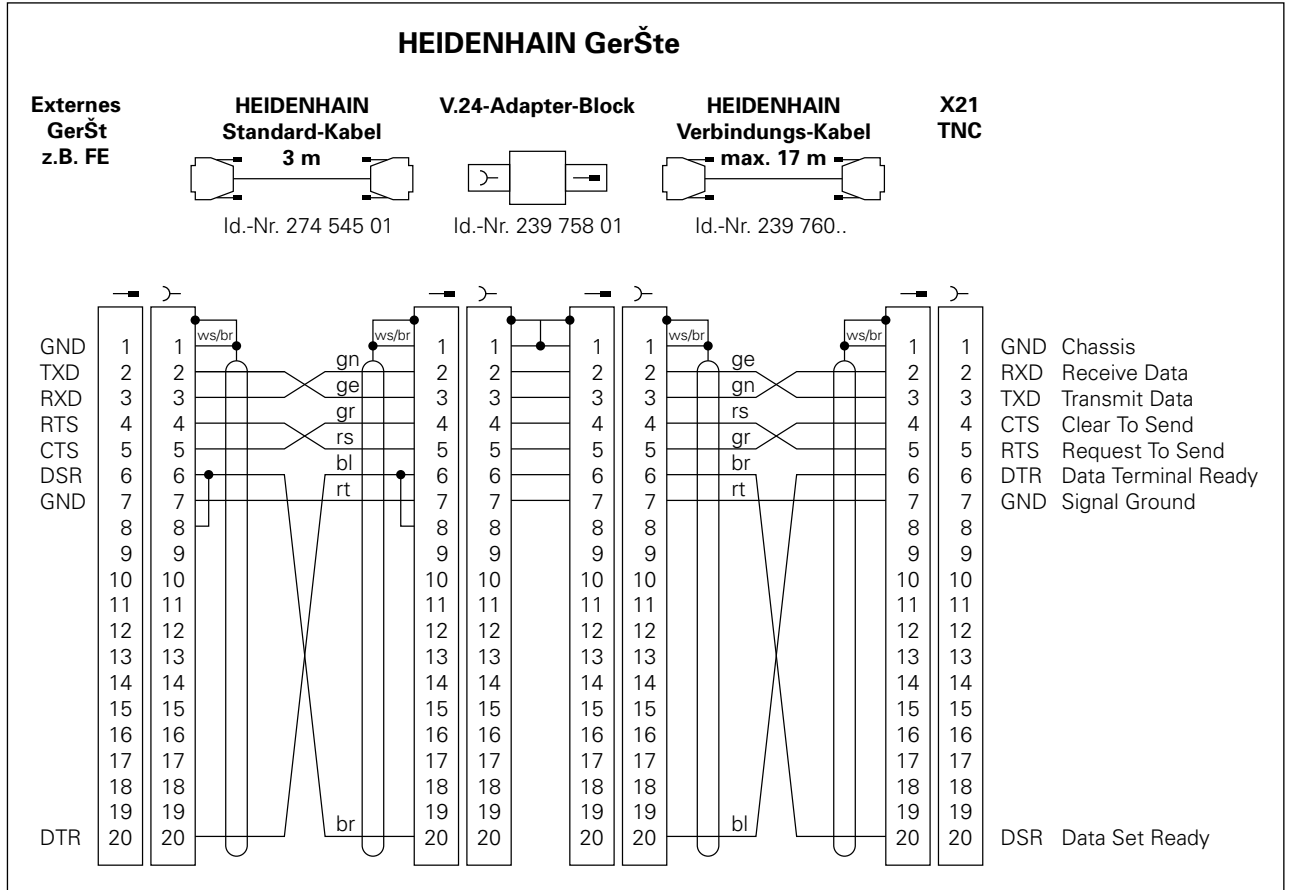 HEIDENHAIN GerŠte
Externes GerŠt z.B. FE
HEIDENHAIN Standard-Kabel 3 m
V.24-Adapter-Block
HEIDENHAIN Verbindungs-Kabel max. 17 m
X21 TNC
Id.-Nr. 274 545 01
Id.-Nr. 239 758 01
Id.-Nr. 239 760..
ws/br ws/br ws/br ws/br
GND 1 1 1 1 1 1 1 1 GND Chassis
gn ge
TXD 2 2 2 2 2 2 2 2 RXD Receive Data
ge gn
RXD 3 3 3 3 3 3 3 3 TXD Transmit Data
gr rs
RTS 4 4 4 4 4 4 4 4 CTS Clear To Send
rs gr
CTS 5 5 5 5 5 5 5 5 RTS Request To Send
bl br
DSR 6 6 6 6 6 6 6 6 DTR Data Terminal Ready
rt rt
GND 7 7 7 7 7 7 7 7 GND Signal Ground
8 8 8 8 8 8 8 8
9 9 9 9 9 9 9 9
10 10 10 10 10 10 10 10
11 11 11 11 11 11 11 11
12 12 12 12 12 12 12 12
13 13 13 13 13 13 13 13
14 14 14 14 14 14 14 14
15 15 15 15 15 15 15 15
16 16 16 16 16 16 16 16
17 17 17 17 17 17 17 17
18 18 18 18 18 18 18 18
19 19 19 19 19 19 19 19
br bl
DTR 20 20 20 20 20 20 20 20 DSR Data Set Ready